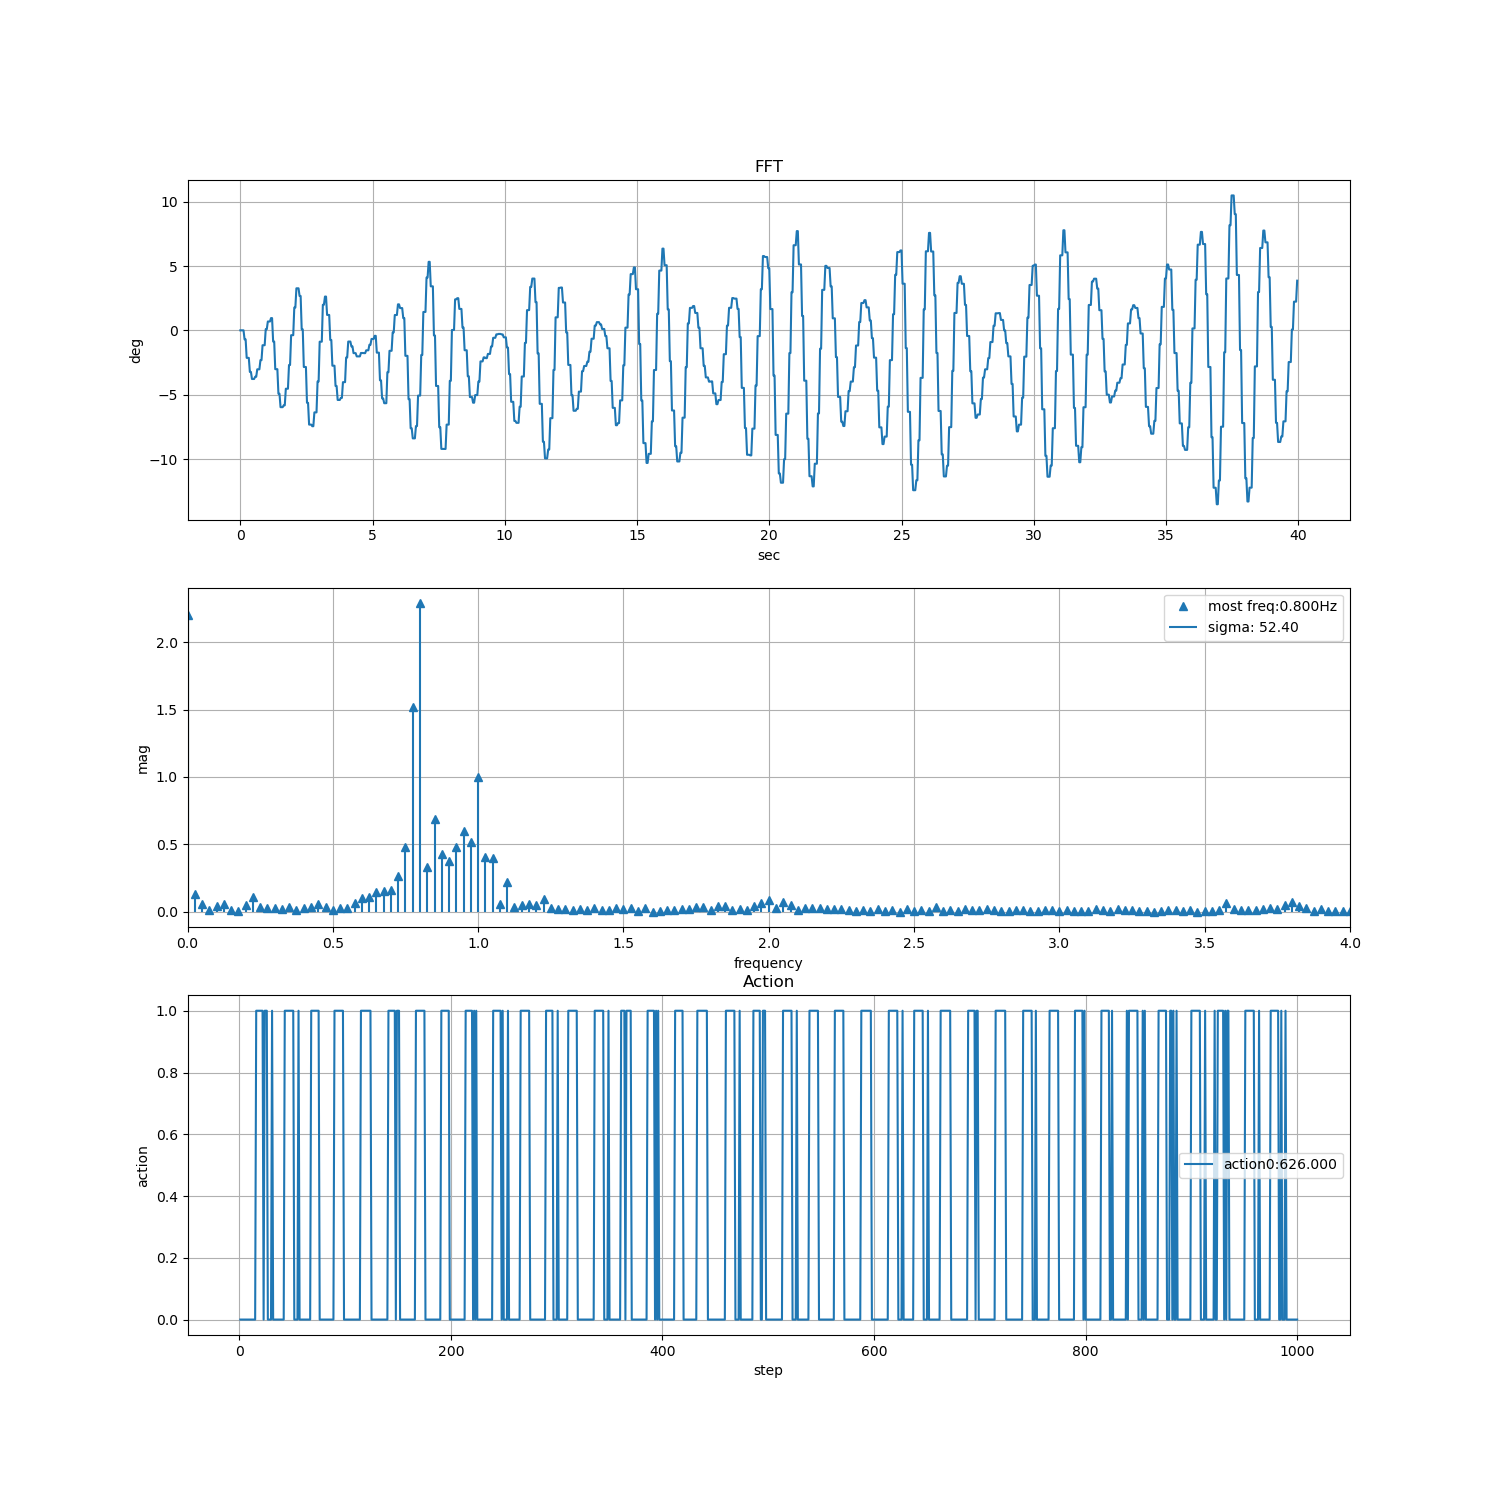 FFT
10
5
0
−5
−10
deg
0 5 10 15 20 25 30 35 40
sec
most freq:0.800Hz
sigma: 52.40
2.0
1.5
1.0
0.5
0.0
mag
0.0 0.5 1.0 1.5 2.0 2.5 3.0 3.5 4.0
frequency
Action
1.0
0.8
0.6
0.4
0.2
0.0
action
action0:626.000
0 200 400 600 800 1000
step